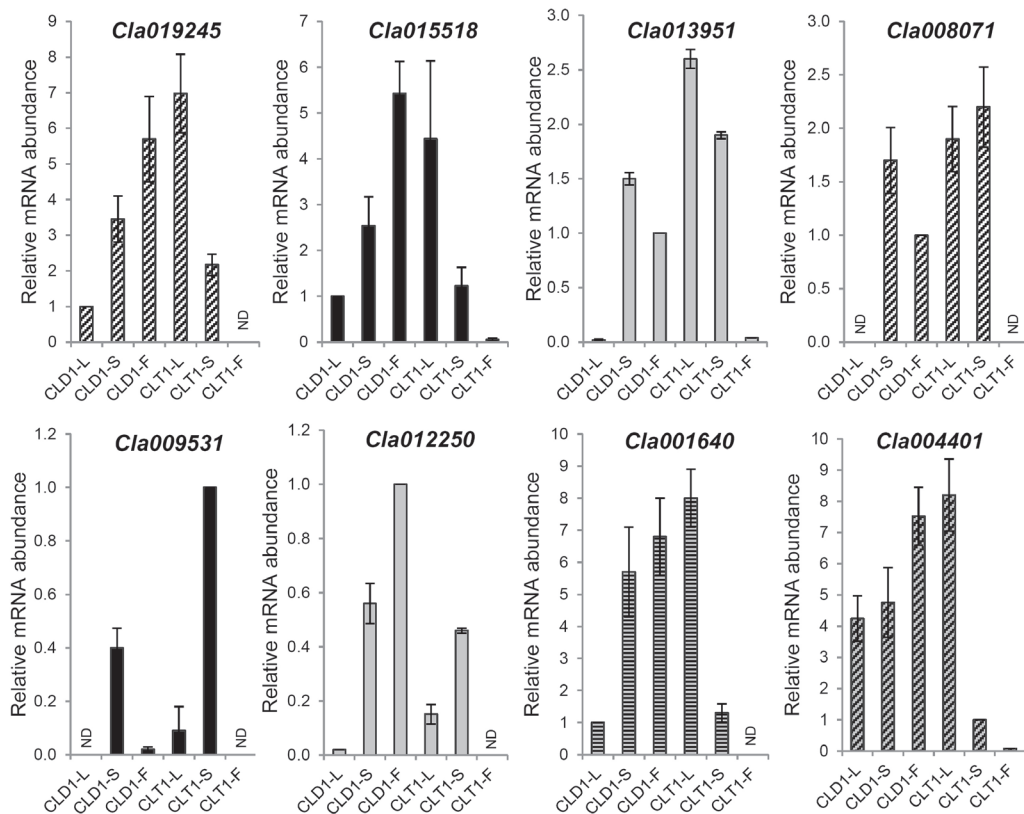 Cla019245
Relative mRNA abundance
9
8
7
6
5
4
3
2
1
0
ND
CLD1-L
CLD1-S
CLD1-F
CLT1-L
CLT1-S
CLT1-F
Cla015518
Relative mRNA abundance
7
6
5
4
3
2
1
0
CLD1-L
CLD1-S
CLD1-F
CLT1-L
CLT1-S
CLT1-F
Cla013951
Relative mRNA abundance
3.0
2.5
2.0
1.5
1.0
0.5
0.0
CLD1-L
CLD1-S
CLD1-F
CLT1-L
CLT1-S
CLT1-F
Cla008071
Relative mRNA abundance
3.0
2.5
2.0
1.5
1.0
0.5
0.0
ND
ND
CLD1-L
CLD1-S
CLD1-F
CLT1-L
CLT1-S
CLT1-F
Cla009531
Relative mRNA abundance
1.2
1.0
0.8
0.6
0.4
0.2
0.0
ND
ND
CLD1-L
CLD1-S
CLD1-F
CLT1-L
CLT1-S
CLT1-F
Cla012250
Relative mRNA abundance
1.2
1.0
0.8
0.6
0.4
0.2
0.0
ND
CLD1-L
CLD1-S
CLD1-F
CLT1-L
CLT1-S
CLT1-F
Cla001640
Relative mRNA abundance
10
9
8
7
6
5
4
3
2
1
0
ND
CLD1-L
CLD1-S
CLD1-F
CLT1-L
CLT1-S
CLT1-F
Cla004401
Relative mRNA abundance
10
9
8
7
6
5
4
3
2
1
0
CLD1-L
CLD1-S
CLD1-F
CLT1-L
CLT1-S
CLT1-F